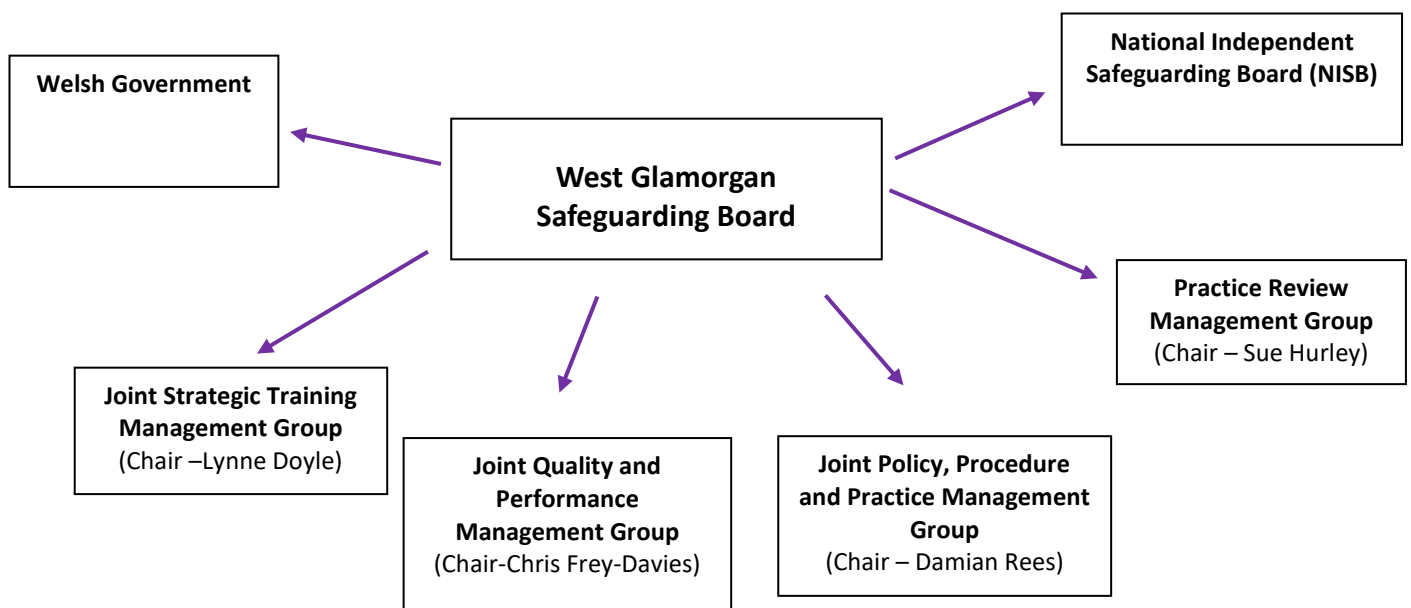 Welsh Government
National Independent
Safeguarding Board (NISB)
West Glamorgan
Safeguarding Board
Practice Review
Management Group
(Chair – Sue Hurley)
Joint Strategic Training
Management Group
(Chair –Lynne Doyle)
Joint Quality and
Performance
Management Group
(Chair-Chris Frey-Davies)
Joint Policy, Procedure
and Practice Management
Group
(Chair – Damian Rees)